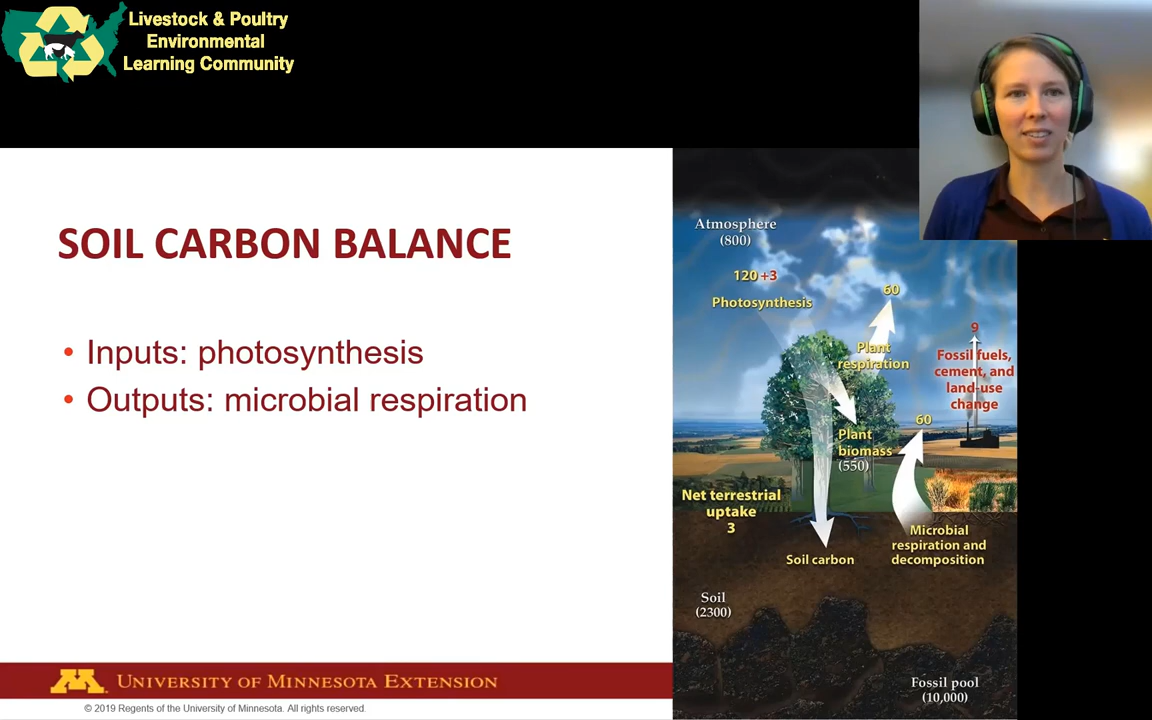 Livestock & Poultry
Environmental
Learning Community
SOIL CARBON BALANCE
• Inputs: photosynthesis
• Outputs: microbial respiration
Atmosphere
(800)
120+3
Photosynthesis
60
Plant
respiration
9
Fossil fuels,
cement, and
land-use
change
60
Plant
biomass
(550)
Net terrestrial
uptake
3
Microbial
respiration and
decomposition
Soil carbon
Soil
(2300)
Fossil pool
(10,000)
M UNIVERSITY OF MINNESOTA EXTENSION
© 2019 Regents of the University of Minnesota. All rights reserved.